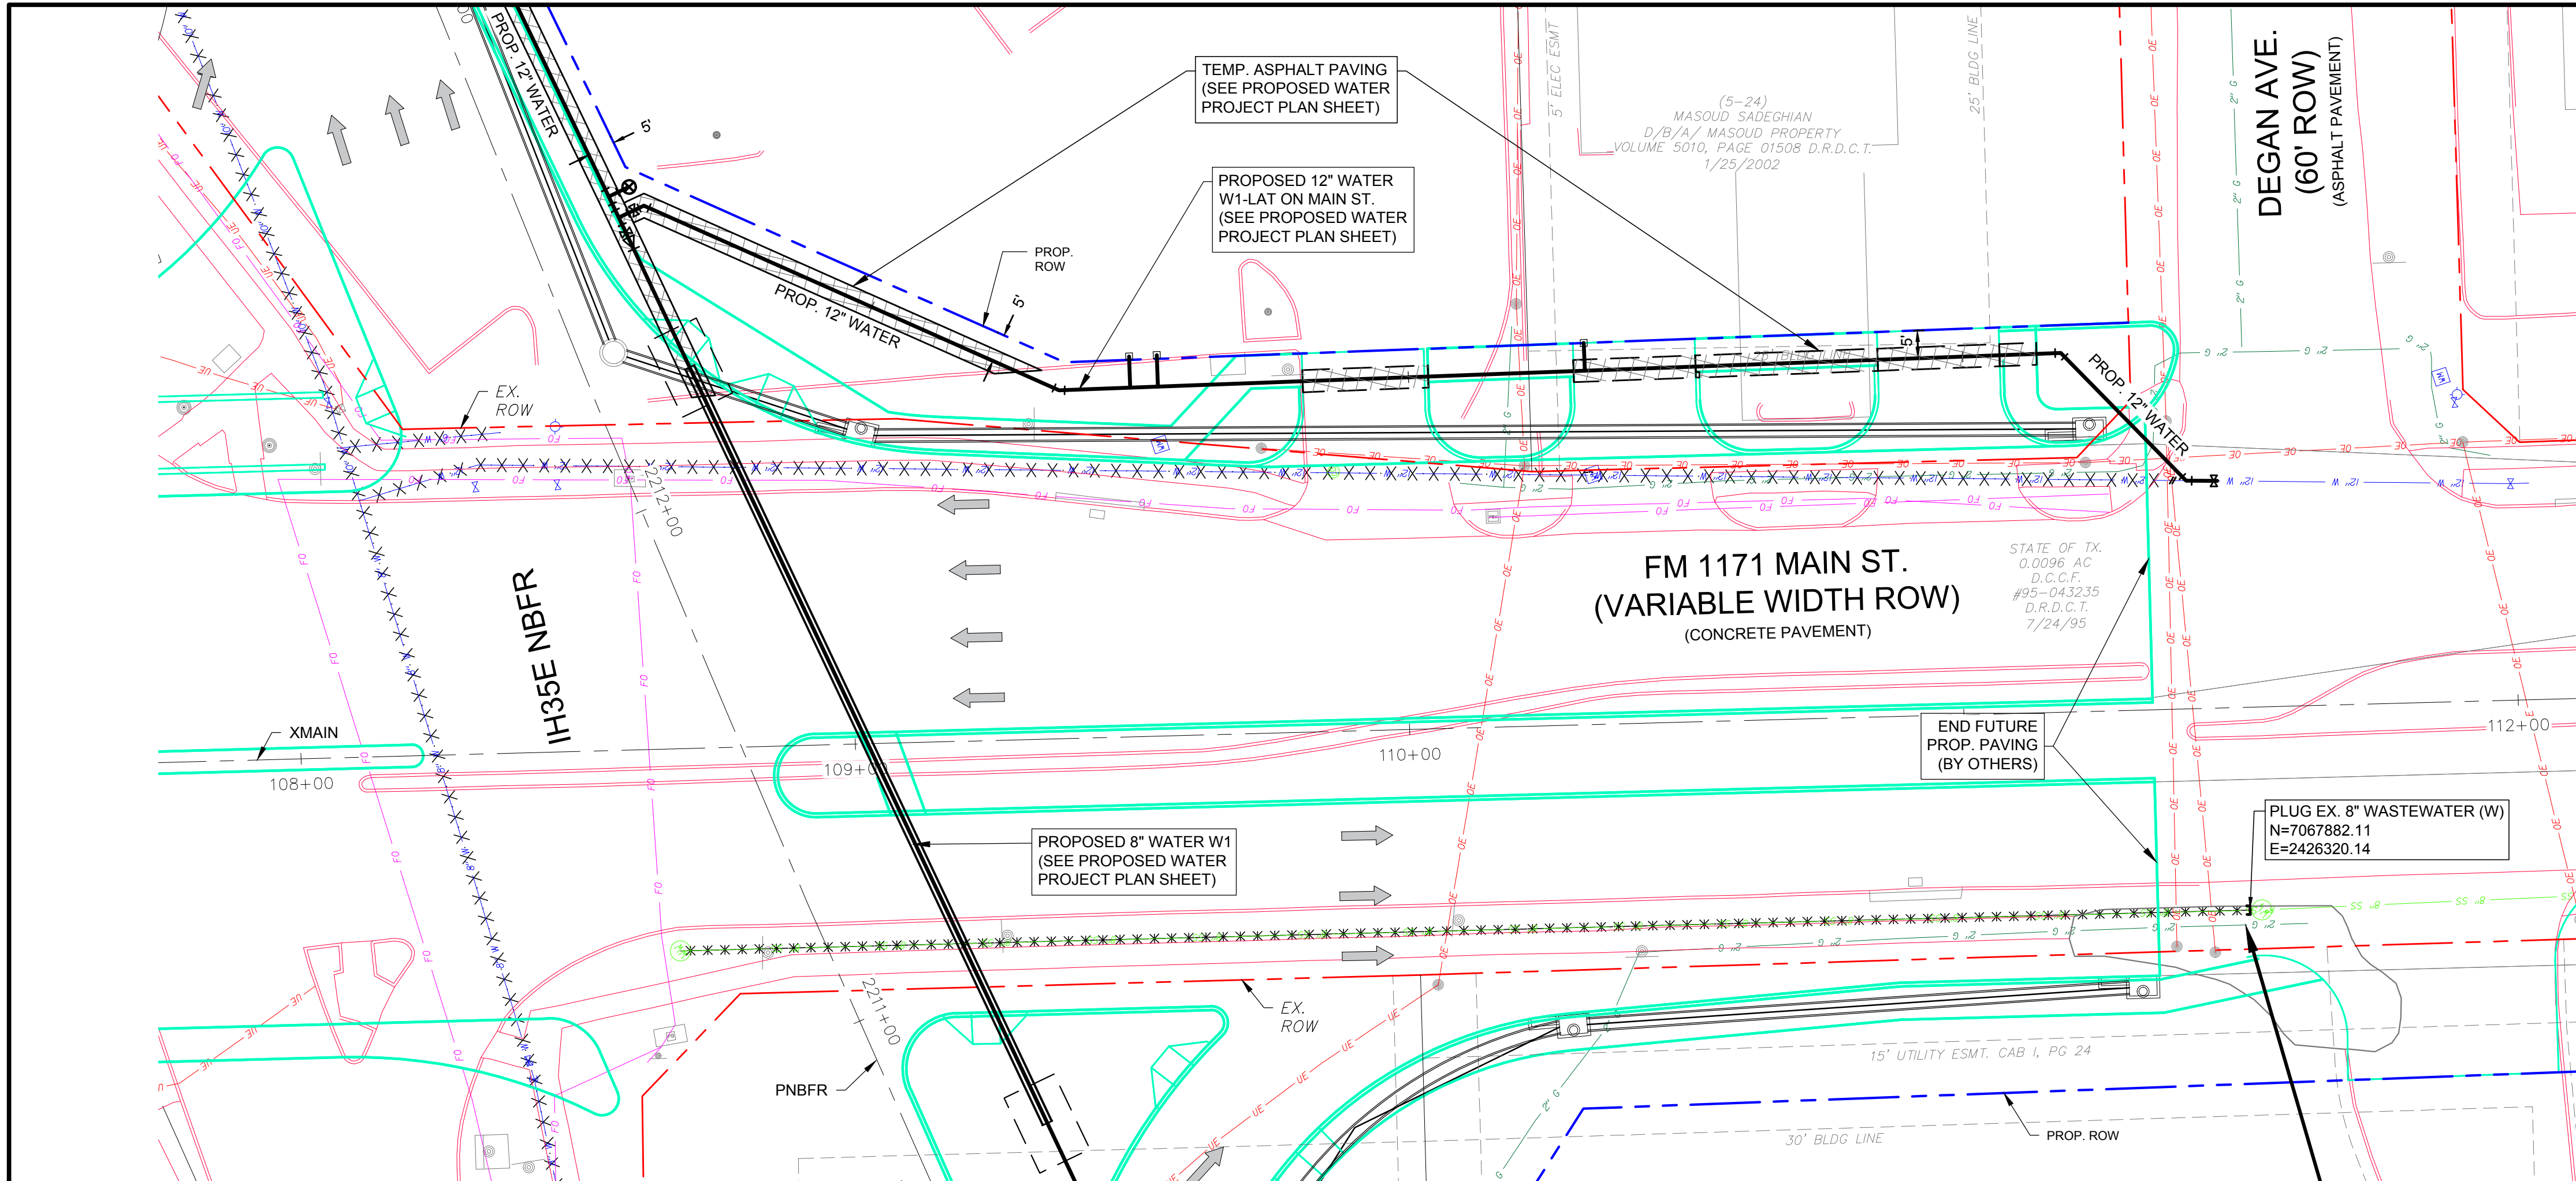 PROP. 12" WATER
5'
TEMP. ASPHALT PAVING
(SEE PROPOSED WATER
PROJECT PLAN SHEET)
PROPOSED 12" WATER
W1-LAT ON MAIN ST.
(SEE PROPOSED WATER
PROJECT PLAN SHEET)
PROP.
ROW
5'
PROP. 12" WATER
5' ELEC ESMT
(5-24)
MASOUD SADEGHIAN
D/B/A/ MASOUD PROPERTY
VOLUME 5010, PAGE 01508 D.R.D.C.T.
1/25/2002
25' BLDG LINE
25' BLDG LINE
5'
DEGAN AVE.
(60' ROW)
(ASPHALT PAVEMENT)
PROP. 12" WATER
EX.
ROW
2212+00
IH35E NBFR
FM 1171 MAIN ST.
(VARIABLE WIDTH ROW)
(CONCRETE PAVEMENT)
STATE OF TX.
0.0096 AC
D.C.C.F.
#95-043235
D.R.D.C.T.
7/24/95
XMAIN
108+00
109+00
110+00
112+00
END FUTURE
PROP. PAVING
(BY OTHERS)
PROPOSED 8" WATER W1
(SEE PROPOSED WATER
PROJECT PLAN SHEET)
PLUG EX. 8" WASTEWATER (W)
N=7067882.11
E=2426320.14
2211+00
EX.
ROW
PNBFR
15' UTILITY ESMT. CAB I, PG 24
30' BLDG LINE
PROP. ROW